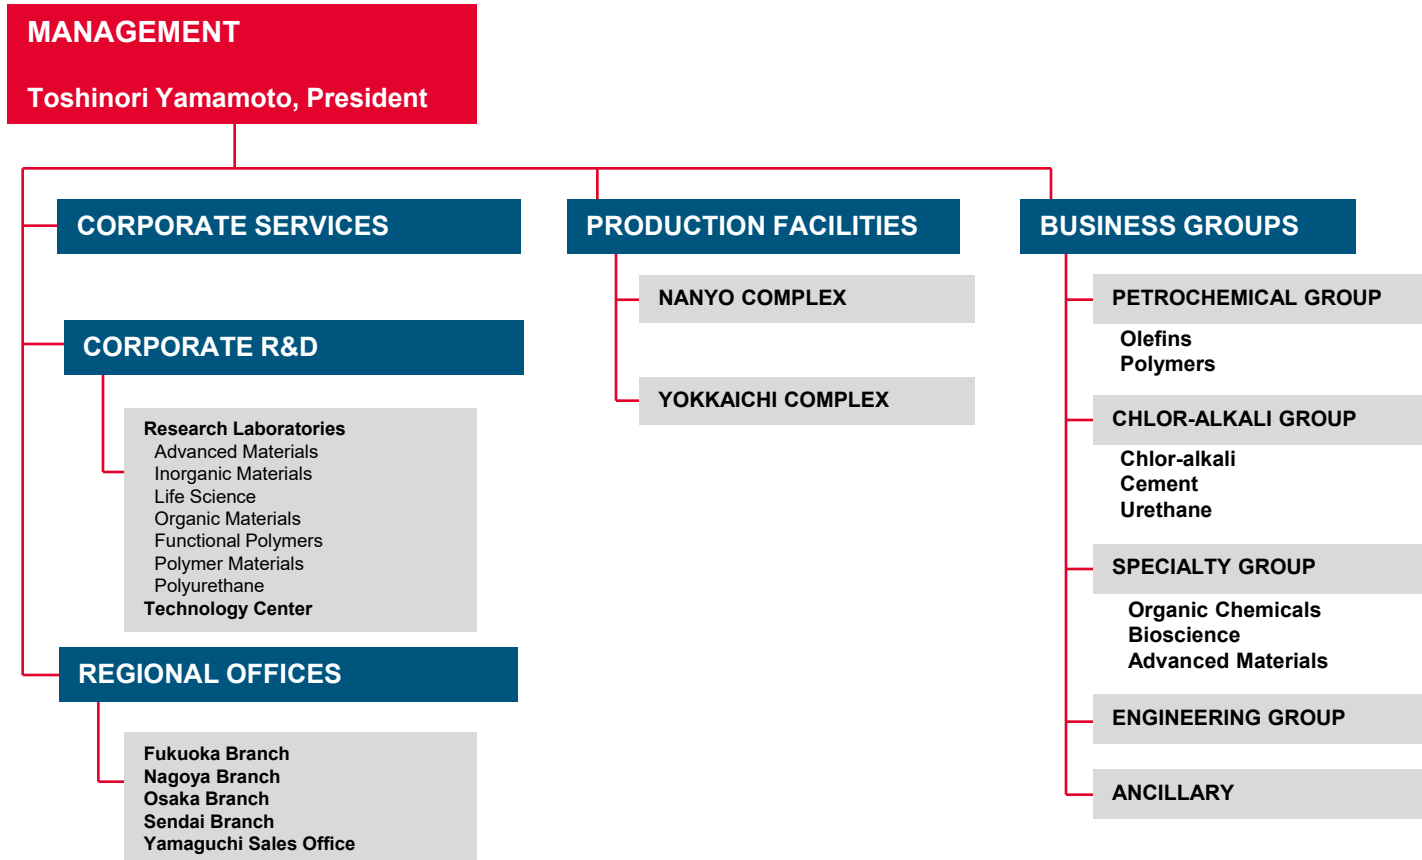 MANAGEMENT
Toshinori Yamamoto, President
CORPORATE SERVICES
CORPORATE R&D
Research Laboratories
Advanced Materials
Inorganic Materials
Life Science
Organic Materials
Functional Polymers
Polymer Materials
Polyurethane
Technology Center
REGIONAL OFFICES
Fukuoka Branch
Nagoya Branch
Osaka Branch
Sendai Branch
Yamaguchi Sales Office
PRODUCTION FACILITIES
NANYO COMPLEX
YOKKAICHI COMPLEX
BUSINESS GROUPS
PETROCHEMICAL GROUP
Olefins
Polymers
CHLOR-ALKALI GROUP
Chlor-alkali
Cement
Urethane
SPECIALTY GROUP
Organic Chemicals
Bioscience
Advanced Materials
ENGINEERING GROUP
ANCILLARY